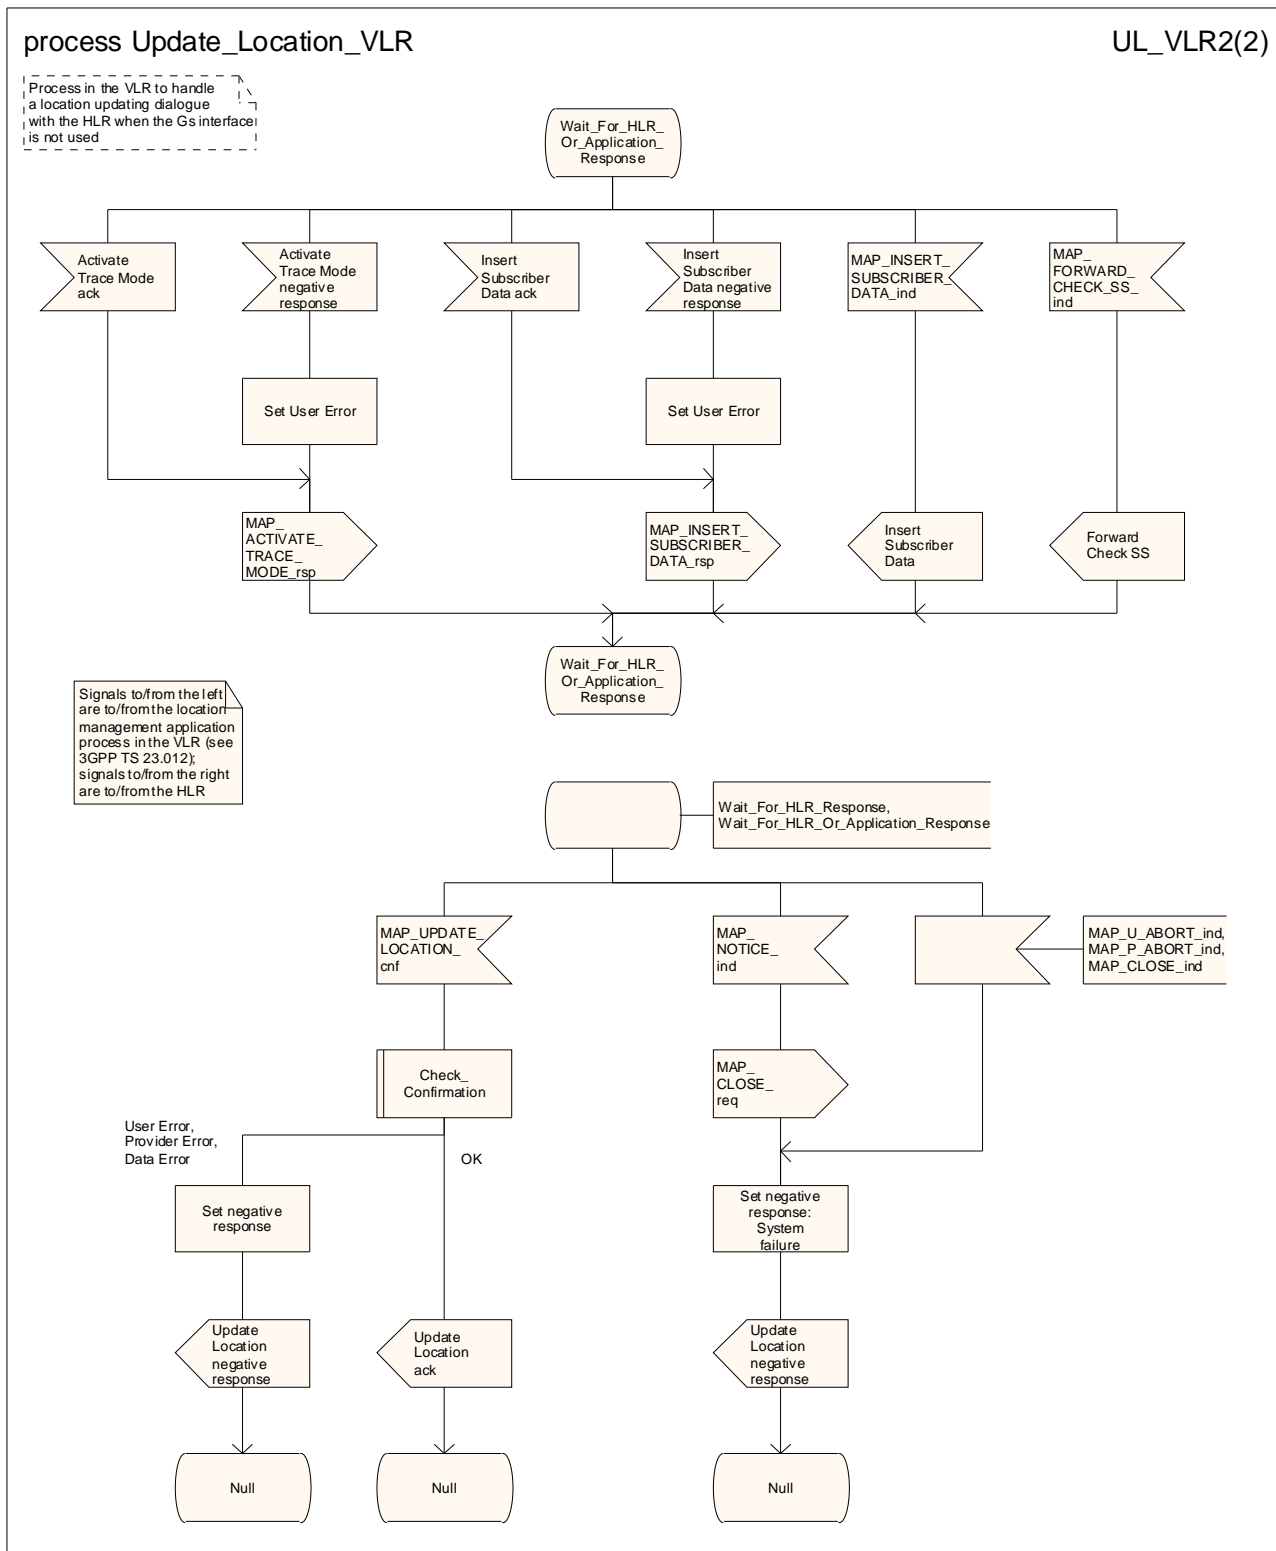 process Update_Location_VLR
UL_VLR2(2)
Process in the VLR to handle
a location updating dialogue
with the HLR when the Gs interface
is not used
Wait_For_HLR_
Or_Application_
Response
Activate
Trace Mode
ack
Activate
Trace Mode
negative
response
Insert
Subscriber
Data ack
Insert
Subscriber
Data negative
response
MAP_INSERT_
SUBSCRIBER_
DATA_ind
MAP_
FORWARD_
CHECK_SS_
ind
Set User Error
Set User Error
MAP_
ACTIVATE_
TRACE_
MODE_rsp
MAP_INSERT_
SUBSCRIBER_
DATA_rsp
Insert
Subscriber
Data
Forward
Check SS
Wait_For_HLR_
Or_Application_
Response
Signals to/from the left
are to/from the location
management application
process in the VLR (see
3GPP TS 23.012);
signals to/from the right
are to/from the HLR
Wait_For_HLR_Response,
Wait_For_HLR_Or_Application_Response
MAP_UPDATE_
LOCATION_
cnf
MAP_
NOTICE_
ind
MAP_U_ABORT_ind,
MAP_P_ABORT_ind,
MAP_CLOSE_ind
Check_
Confirmation
MAP_
CLOSE_
req
User Error,
Provider Error,
Data Error
OK
Set negative
response
Set negative
response:
System
failure
Update
Location
negative
response
Update
Location
ack
Update
Location
negative
response
Null
Null
Null